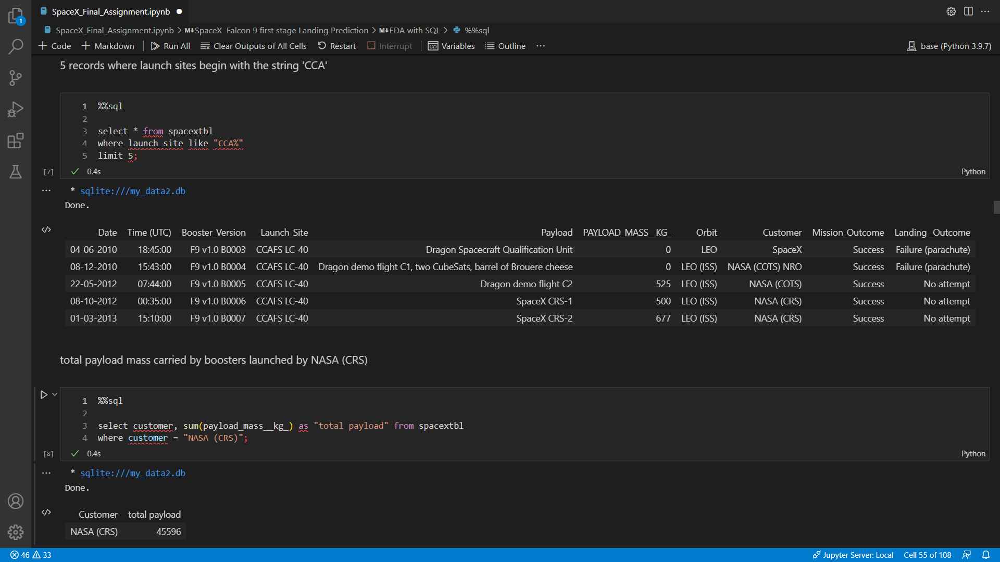 SpaceX_Final_Assignment.ipynb
1
SpaceX_Final_Assignment.ipynb > M↓SpaceX Falcon 9 first stage Landing Prediction > M↓EDA with SQL > %%sql
+ Code + Markdown | Run All Clear Outputs of All Cells Restart Interrupt | Variables Outline ··· base (Python 3.9.7)
5 records where launch sites begin with the string 'CCA'
1 %%sql
2
3 select * from spacextbl
4 where launch_site like "CCA%"
5 limit 5;
[7] ✓ 0.4s Python
··· * sqlite:///my_data2.db
Done.
</> Date Time (UTC) Booster_Version Launch_Site Payload PAYLOAD_MASS__KG_ Orbit Customer Mission_Outcome Landing _Outcome
04-06-2010 18:45:00 F9 v1.0 B0003 CCAFS LC-40 Dragon Spacecraft Qualification Unit 0 LEO SpaceX Success Failure (parachute)
08-12-2010 15:43:00 F9 v1.0 B0004 CCAFS LC-40 Dragon demo flight C1, two CubeSats, barrel of Brouere cheese 0 LEO (ISS) NASA (COTS) NRO Success Failure (parachute)
22-05-2012 07:44:00 F9 v1.0 B0005 CCAFS LC-40 Dragon demo flight C2 525 LEO (ISS) NASA (COTS) Success No attempt
08-10-2012 00:35:00 F9 v1.0 B0006 CCAFS LC-40 SpaceX CRS-1 500 LEO (ISS) NASA (CRS) Success No attempt
01-03-2013 15:10:00 F9 v1.0 B0007 CCAFS LC-40 SpaceX CRS-2 677 LEO (ISS) NASA (CRS) Success No attempt
total payload mass carried by boosters launched by NASA (CRS)
1 %%sql
2
3 select customer, sum(payload_mass__kg_) as "total payload" from spacextbl
4 where customer = "NASA (CRS)";
[8] ✓ 0.4s Python
··· * sqlite:///my_data2.db
Done.
</> Customer total payload
NASA (CRS) 45596
46 33 Jupyter Server: Local Cell 55 of 108